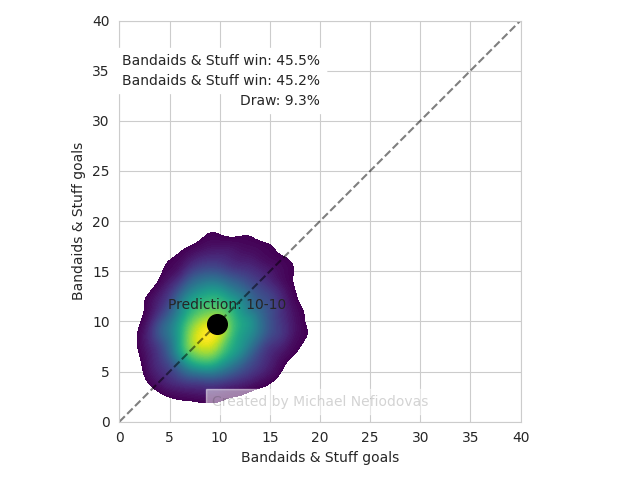 40
35
30
25
20
15
10
5
0
Bandaids & Stuff goals
Bandaids & Stuff win: 45.5%
Bandaids & Stuff win: 45.2%
Draw: 9.3%
Prediction: 10-10
Created by Michael Nefiodovas
0 5 10 15 20 25 30 35 40
Bandaids & Stuff goals